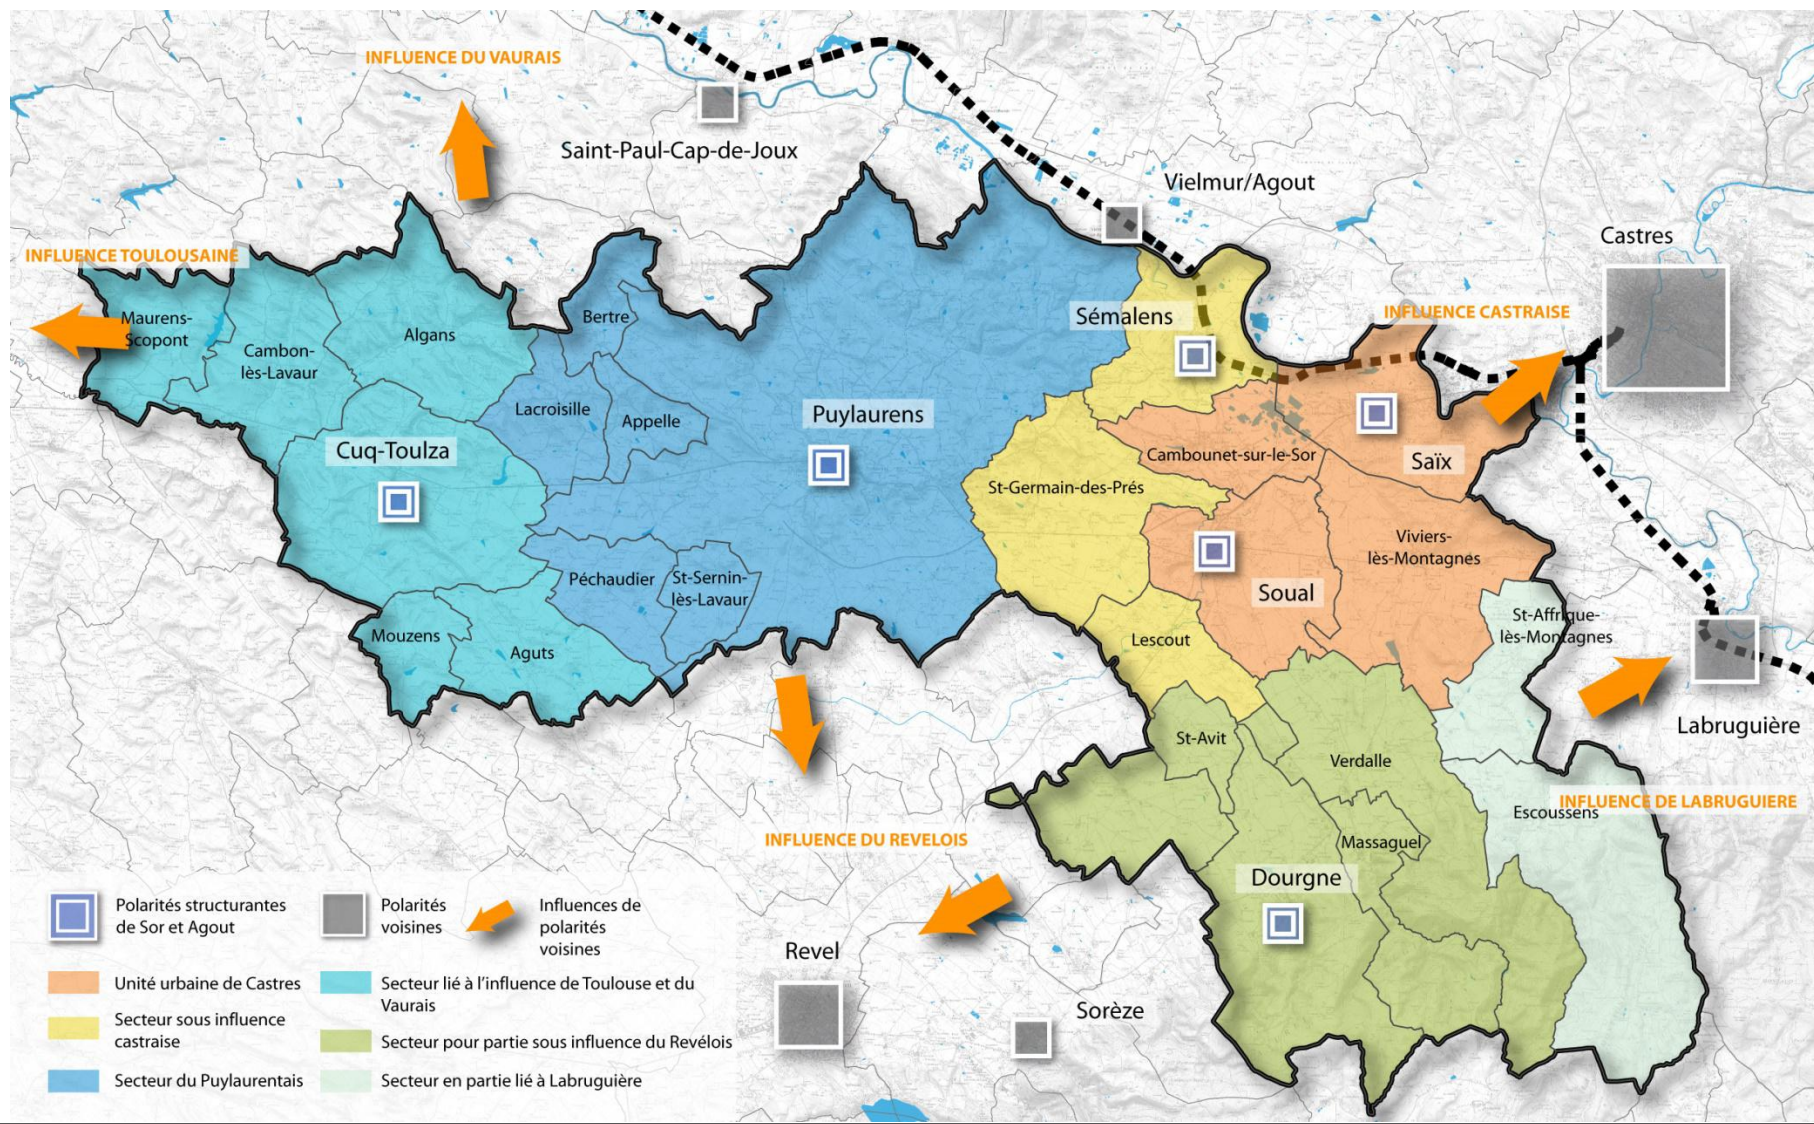 INFLUENCE DU VAURAIS
Saint-Paul-Cap-de-Joux
Vielmur/Agout
Castres
INFLUENCE TOULOUSAINE
Maurens-
Scopont
Cambon-
lès-Lavaur
Algans
Bertre
Sémalens
INFLUENCE CASTRAISE
Lacroisille
Appelle
Puylaurens
Cuq-Toulza
Cambounet-sur-le-Sor
Saïx
St-Germain-des-Prés
Viviers-
lès-Montagnes
Péchaudier
St-Sernin-
lès-Lavaur
Soual
St-Affrique-
lès-Montagnes
Mouzens
Aguts
Lescout
Labruguière
St-Avit
Verdalle
Escoussens
INFLUENCE DE LABRUGUIERE
INFLUENCE DU REVELOIS
Massaguel
Dourgne
Revel
Sorèze
Polarités structurantes
de Sor et Agout
Polarités
voisines
Influences de
polarités
voisines
Unité urbaine de Castres
Secteur lié à l'influence de Toulouse et du
Vaurais
Secteur sous influence
castraise
Secteur pour partie sous influence du Revélois
Secteur du Puylaurentais
Secteur en partie lié à Labruguière